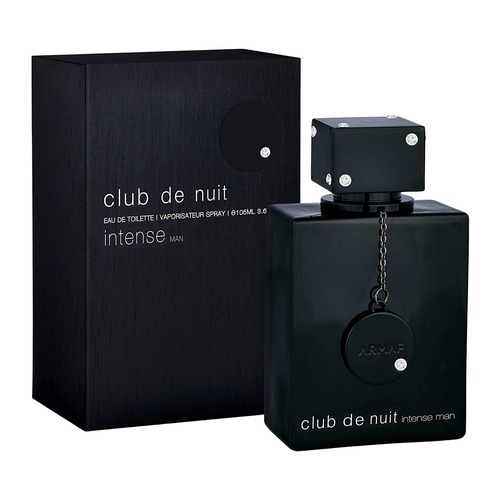 club de nuit
EAU DE TOILETTE I VAPORISATEUR SPRAY I ℮105ML 3.6
intense MAN
ARMAF
club de nuit intense man